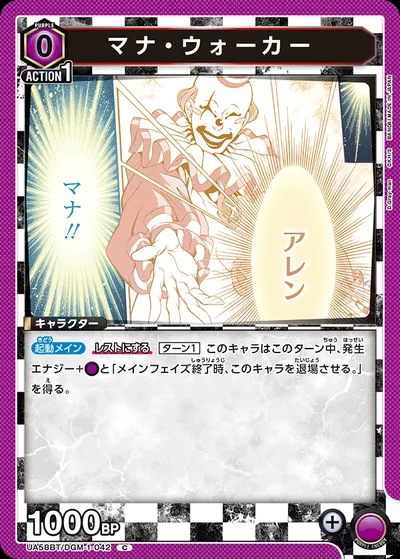 PURPLE
0
ACTION 1
マナ・ウォーカー
マナ!!
アレン
キャラクター
起動メイン レストにする ターン1 このキャラはこのターン中、発生
エナジー+●と「メインフェイズ終了時、このキャラを退場させる。」
を得る。
1000BP
UA58BT/DGM-1-042 C